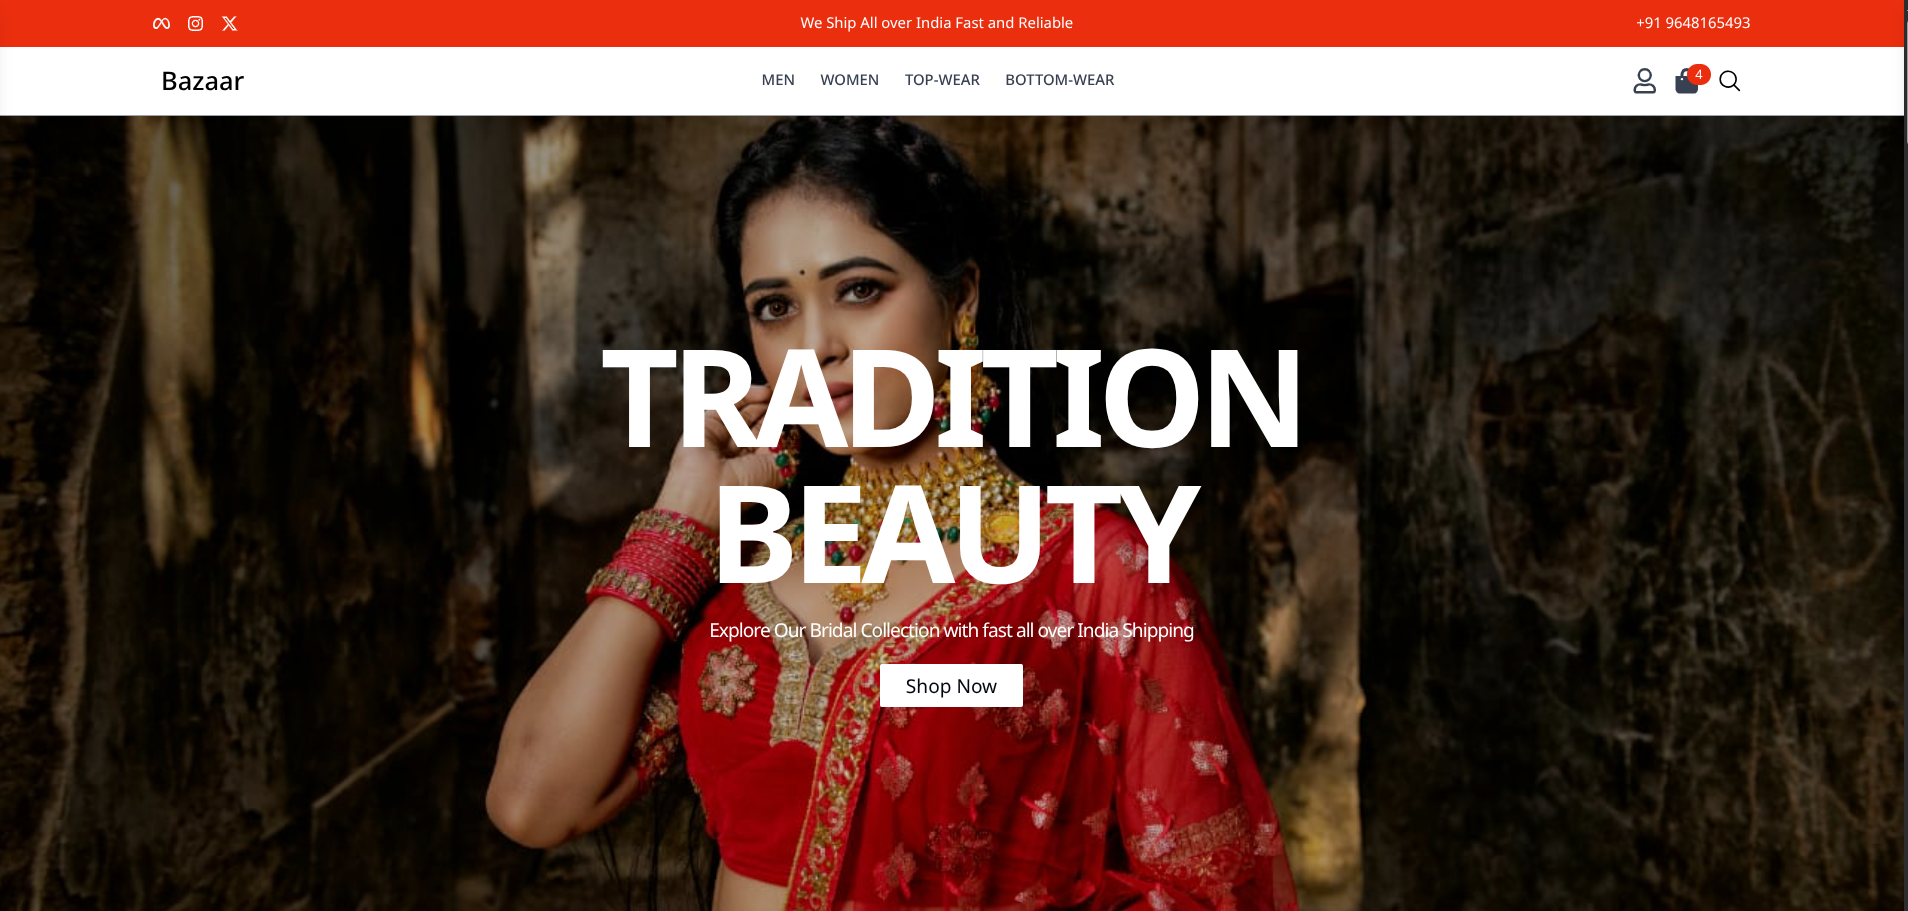 We Ship All over India Fast and Reliable
+91 9648165493
Bazaar
MEN
WOMEN
TOP-WEAR
BOTTOM-WEAR
4
TRADITION
BEAUTY
Explore Our Bridal Collection with fast all over India Shipping
Shop Now